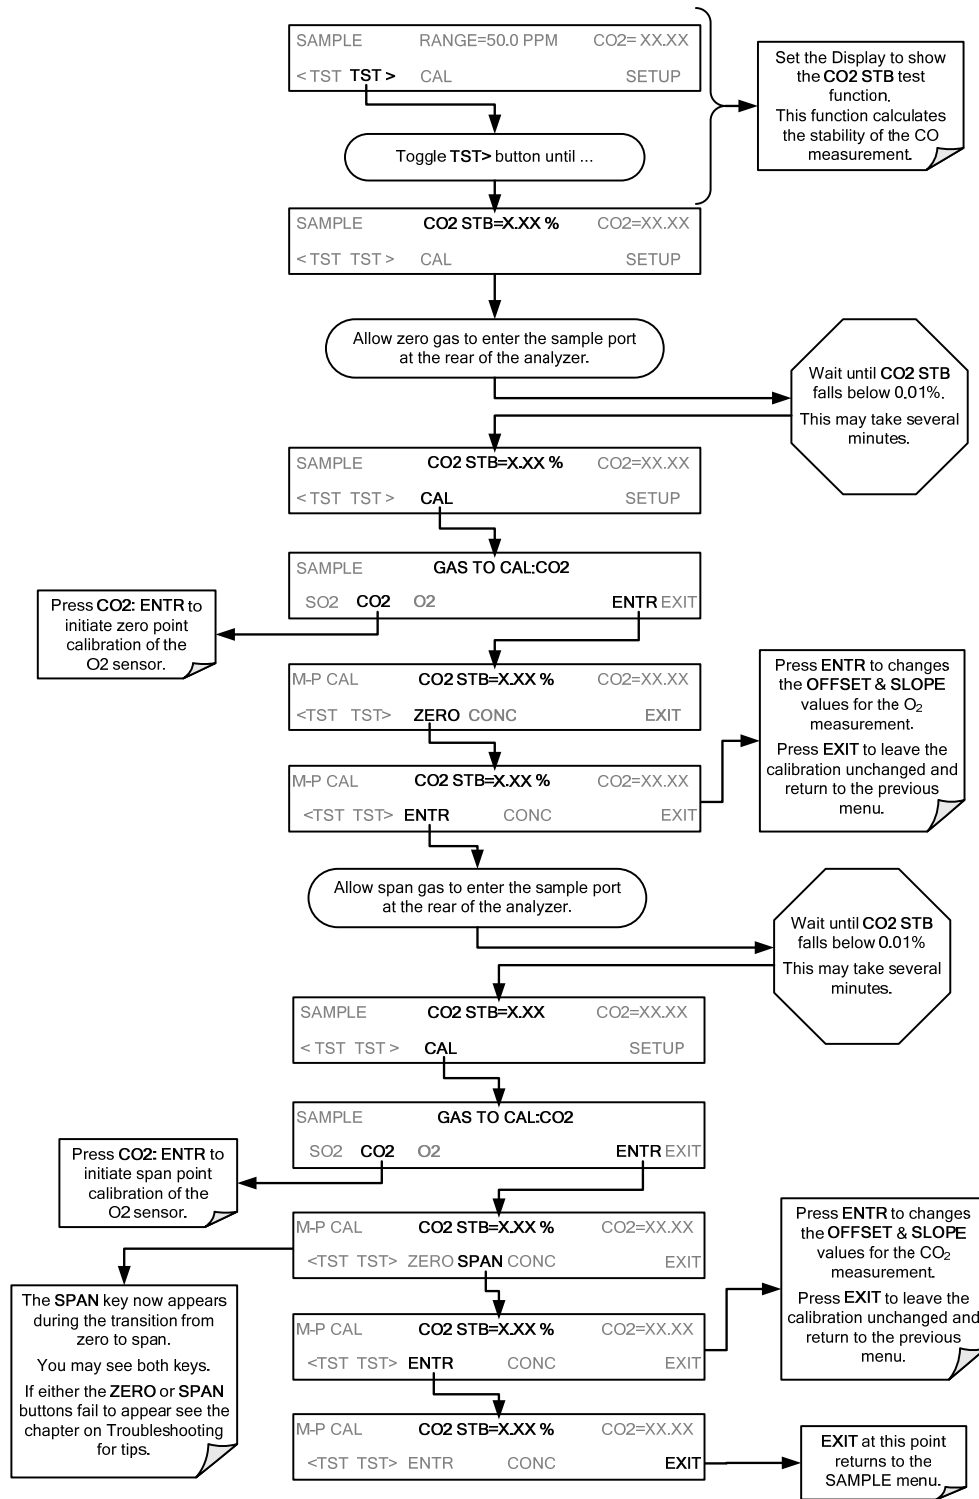 SAMPLE RANGE=50.0 PPM CO2= XX.XX
< TST TST > CAL SETUP
Set the Display to show
the CO2 STB test
function.
This function calculates
the stability of the CO
measurement.
Toggle TST> button until ...
SAMPLE CO2 STB=X.XX % CO2=XX.XX
< TST TST > CAL SETUP
Allow zero gas to enter the sample port
at the rear of the analyzer.
Wait until CO2 STB
falls below 0.01%.
This may take several
minutes.
SAMPLE CO2 STB=X.XX % CO2=XX.XX
< TST TST > CAL SETUP
SAMPLE GAS TO CAL:CO2
SO2 CO2 O2 ENTR EXIT
Press CO2: ENTR to
initiate zero point
calibration of the
O2 sensor.
M-P CAL CO2 STB=X.XX % CO2=XX.XX
<TST TST> ZERO CONC EXIT
M-P CAL CO2 STB=X.XX % CO2=XX.XX
<TST TST> ENTR CONC EXIT
Press ENTR to changes
the OFFSET & SLOPE
values for the O2
measurement.
Press EXIT to leave the
calibration unchanged and
return to the previous
menu.
Allow span gas to enter the sample port
at the rear of the analyzer.
Wait until CO2 STB
falls below 0.01%
This may take several
minutes.
SAMPLE CO2 STB=X.XX CO2=XX.XX
< TST TST > CAL SETUP
SAMPLE GAS TO CAL:CO2
SO2 CO2 O2 ENTR EXIT
Press CO2: ENTR to
initiate span point
calibration of the
O2 sensor.
M-P CAL CO2 STB=X.XX % CO2=XX.XX
<TST TST> ZERO SPAN CONC EXIT
The SPAN key now appears
during the transition from
zero to span.
You may see both keys.
If either the ZERO or SPAN
buttons fail to appear see the
chapter on Troubleshooting
for tips.
M-P CAL CO2 STB=X.XX % CO2=XX.XX
<TST TST> ENTR CONC EXIT
Press ENTR to changes
the OFFSET & SLOPE
values for the CO2
measurement.
Press EXIT to leave the
calibration unchanged and
return to the previous
menu.
M-P CAL CO2 STB=X.XX % CO2=XX.XX
<TST TST> ENTR CONC EXIT
EXIT at this point
returns to the
SAMPLE menu.